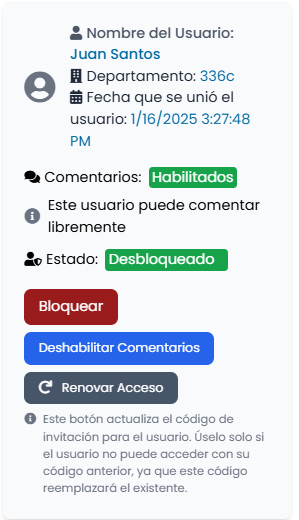 Nombre del Usuario:
Juan Santos
Departamento: 336c
Fecha que se unió el
usuario: 1/16/2025 3:27:48
PM
Comentarios: Habilitados
Este usuario puede comentar
libremente
Estado: Desbloqueado
Bloquear
Deshabilitar Comentarios
Renovar Acceso
Este botón actualiza el código de
invitación para el usuario. Úselo solo si
el usuario no puede acceder con su
código anterior, ya que este código
reemplazará el existente.